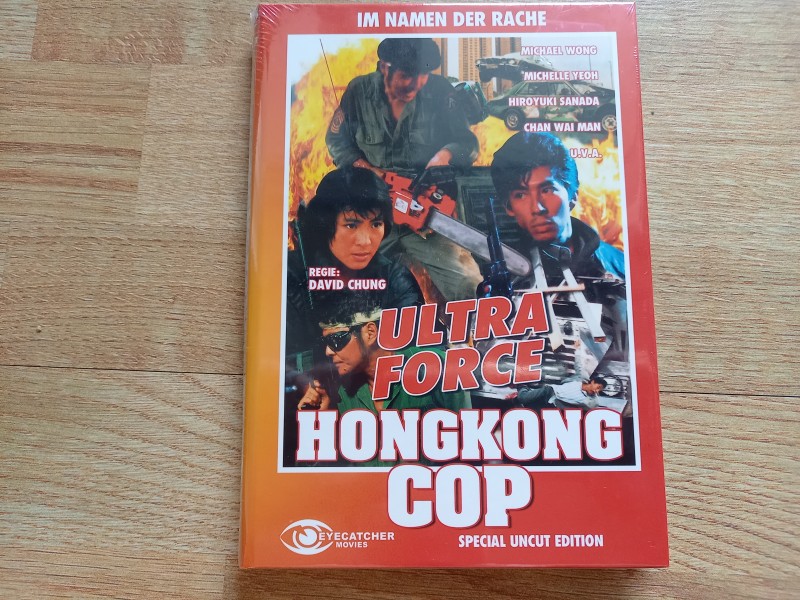 IM NAMEN DER RACHE
MICHAEL WONG
MICHELLE YEOH
HIROYUKI SANADA
CHAN WAI MAN
U.V.A.
REGIE:
DAVID CHUNG
ULTRA
FORCE
HONGKONG
COP
EYECATCHER
MOVIES
SPECIAL UNCUT EDITION